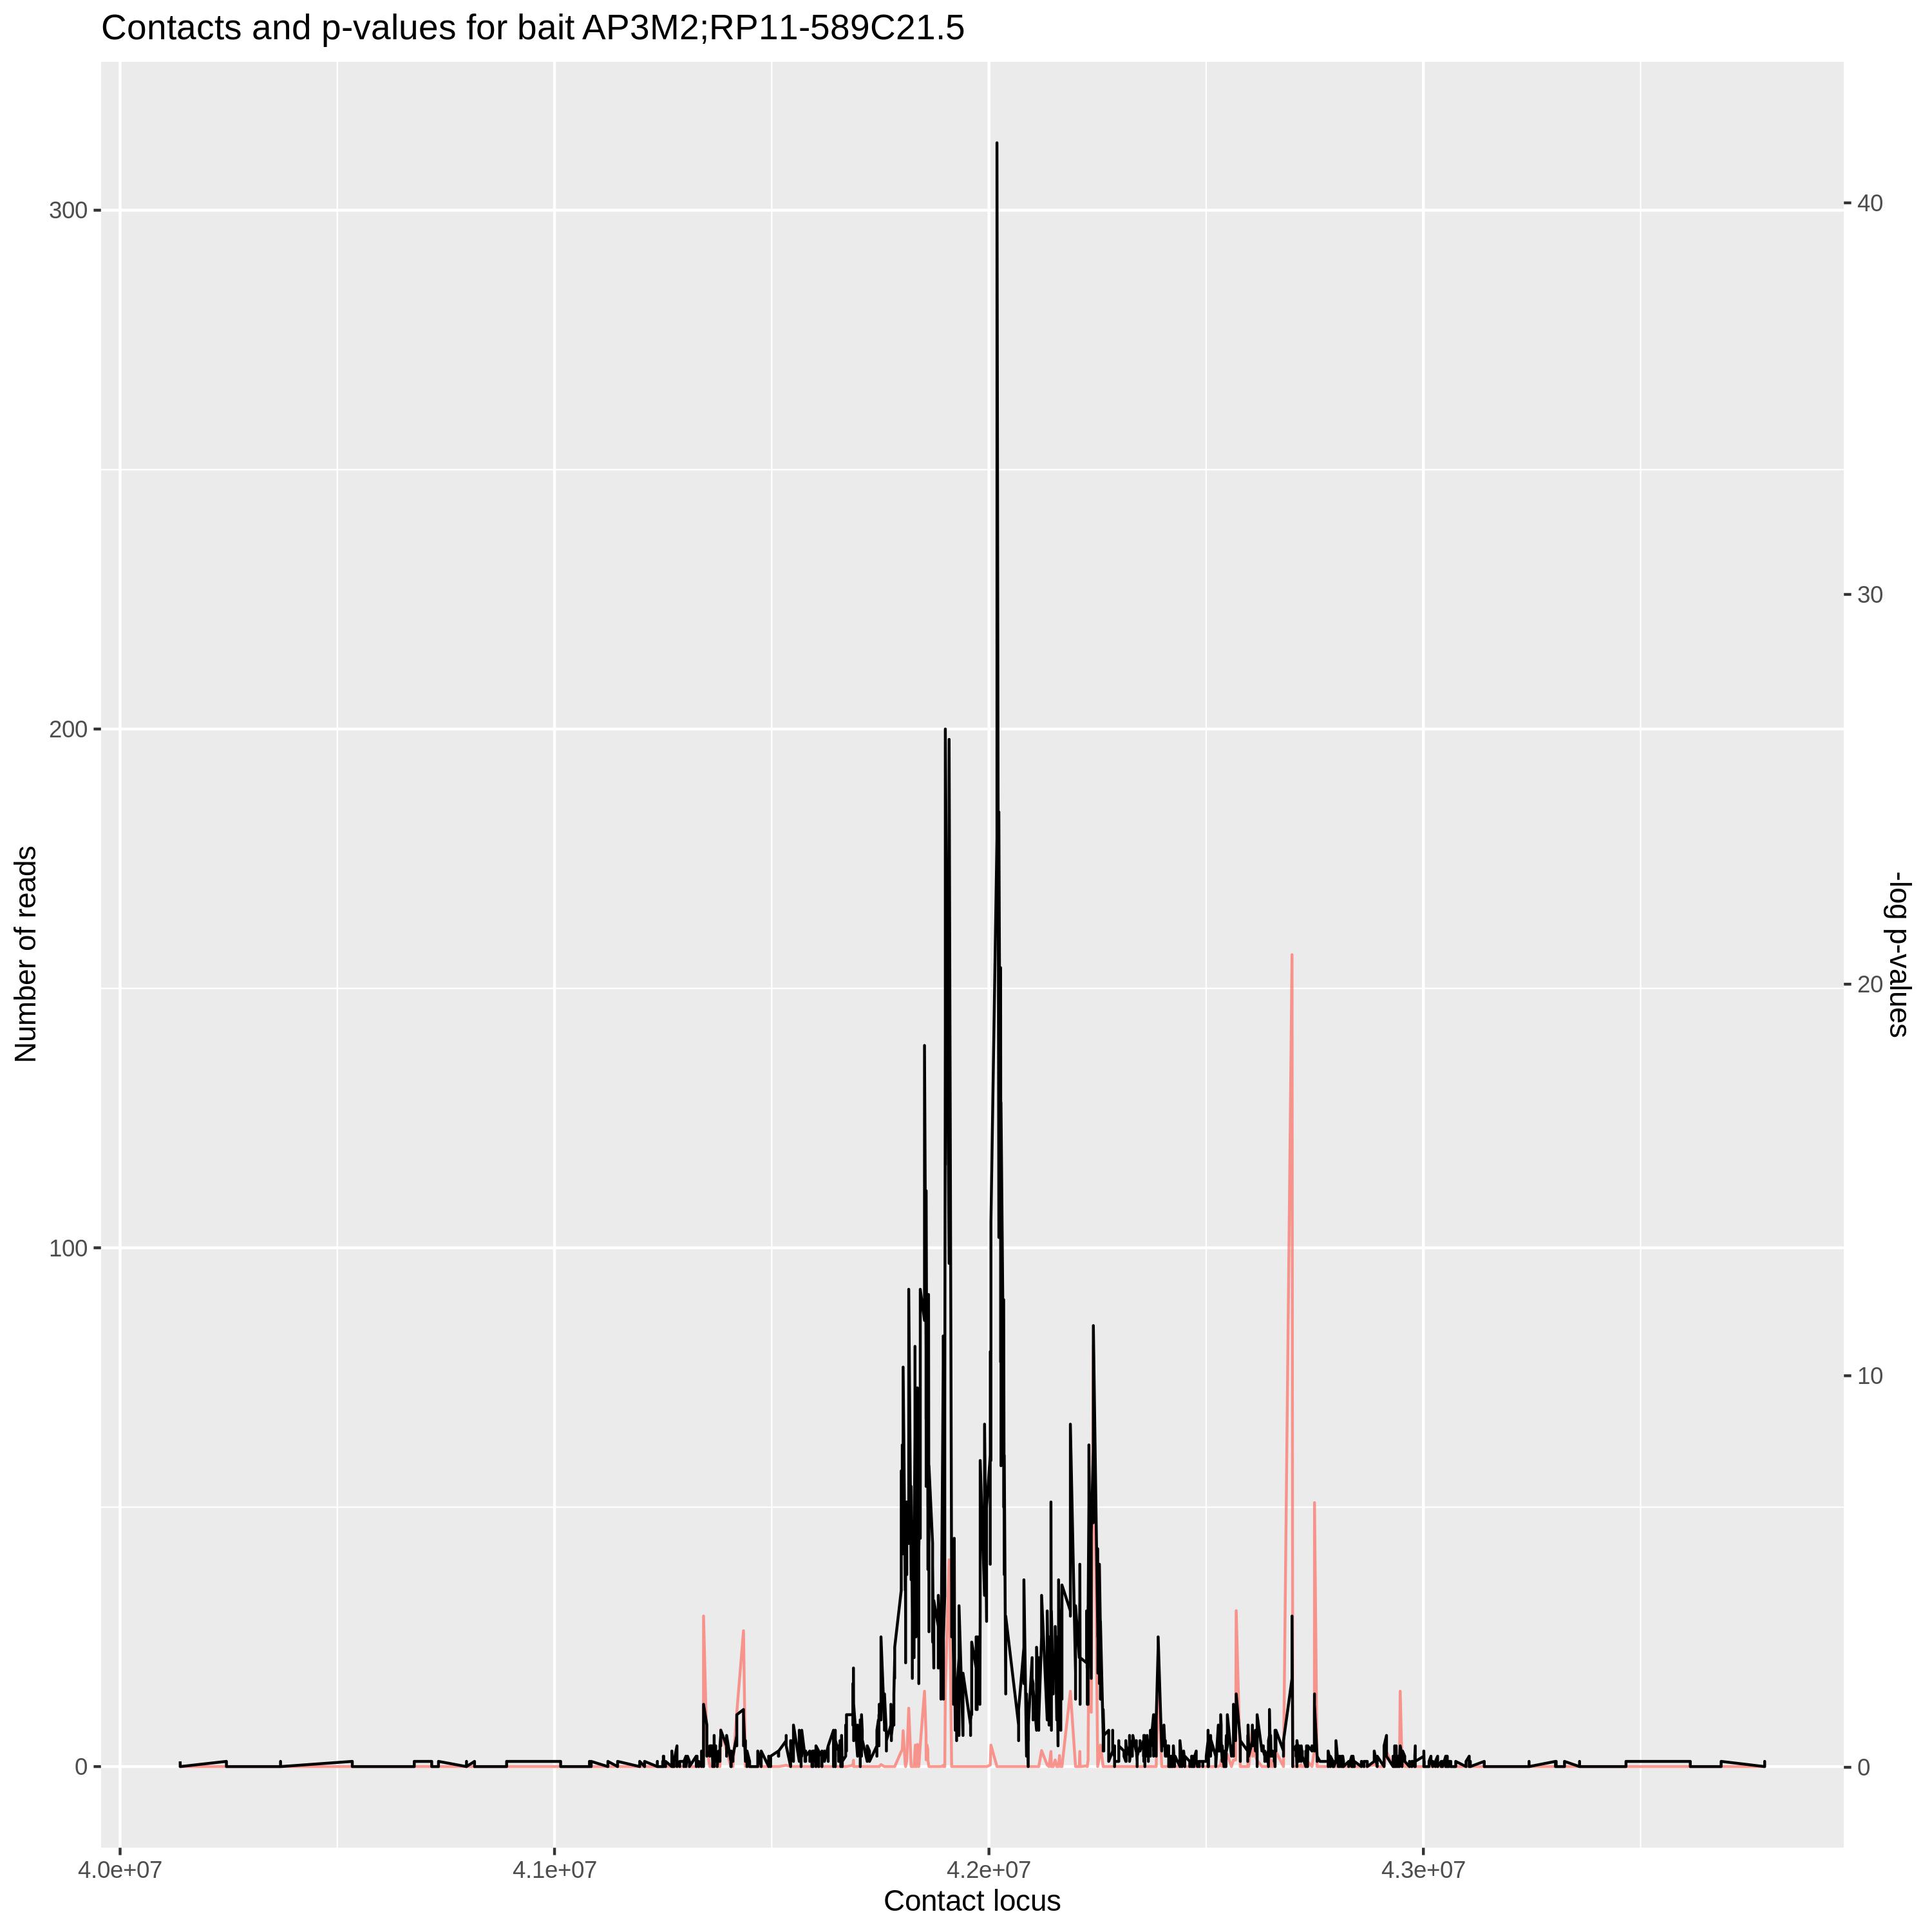 Contacts and p-values for bait AP3M2;RP11-589C21.5
300
200
100
0
Number of reads
40
30
20
10
0
-log p-values
4.0e+07 4.1e+07 4.2e+07 4.3e+07
Contact locus